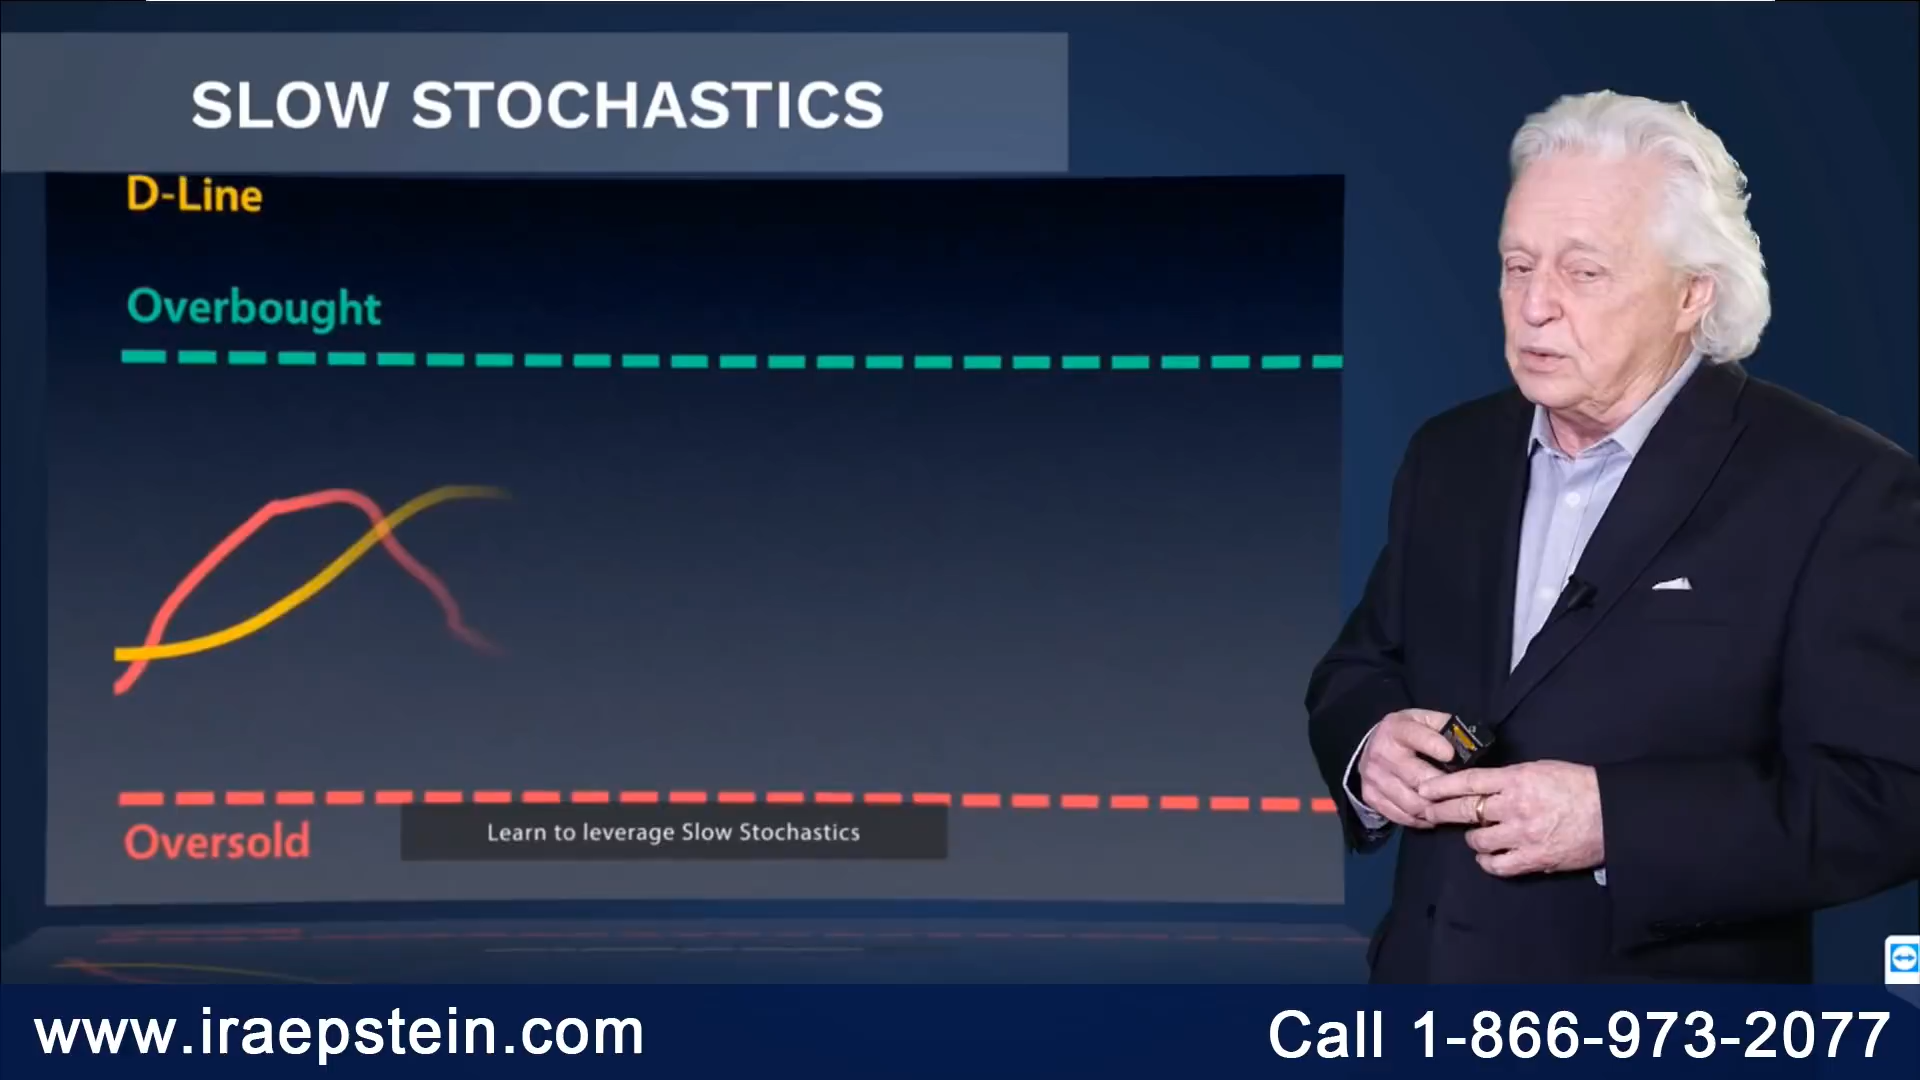 SLOW STOCHASTICS
D-Line
Overbought
Oversold
Learn to leverage Slow Stochastics
www.iraepstein.com
Call 1-866-973-2077